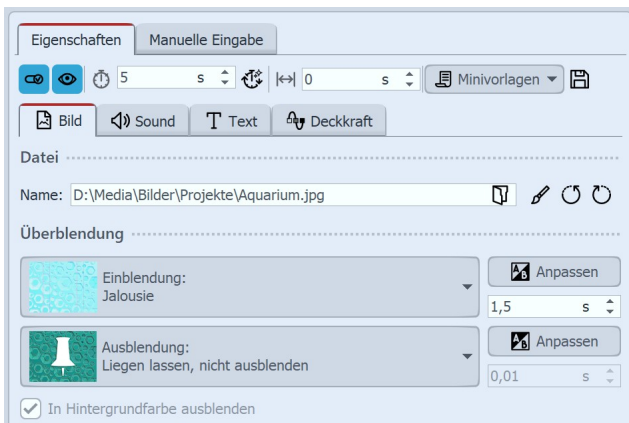 Eigenschaften Manuelle Eingabe
5 s 0 s Minivorlagen
Bild Sound Text Deckkraft
Datei
Name: D:\Media\Bilder\Projekte\Aquarium.jpg
Überblendung
Einblendung: Anpassen
Jalousie 1,5 s
Ausblendung: Anpassen
Liegen lassen, nicht ausblenden 0,01 s
In Hintergrundfarbe ausblenden